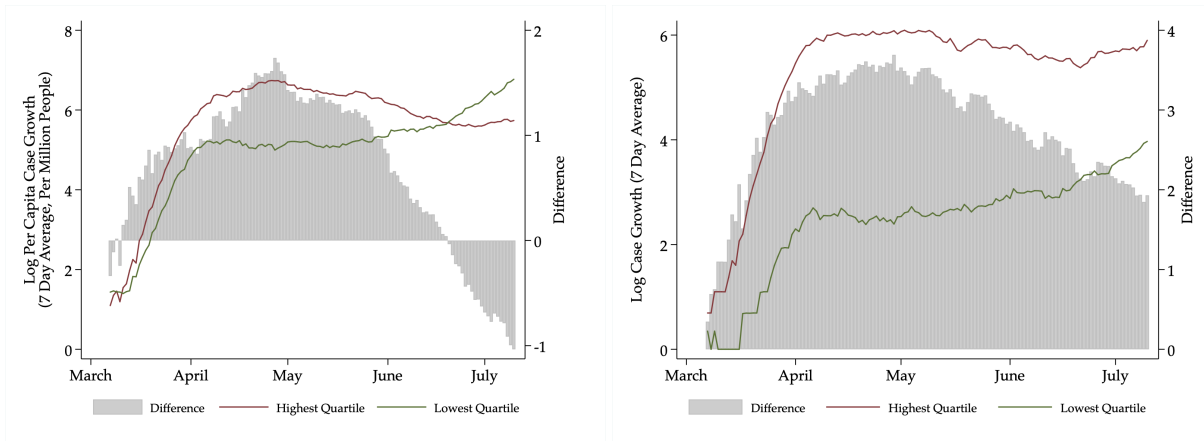 Log Per Capita Case Growth
(7 Day Average, Per Million People)
8
6
4
2
0
2
1
0
-1
Difference
March April May June July
Difference Highest Quartile Lowest Quartile
Log Case Growth (7 Day Average)
6
4
2
0
4
3
2
1
0
Difference
March April May June July
Difference Highest Quartile Lowest Quartile